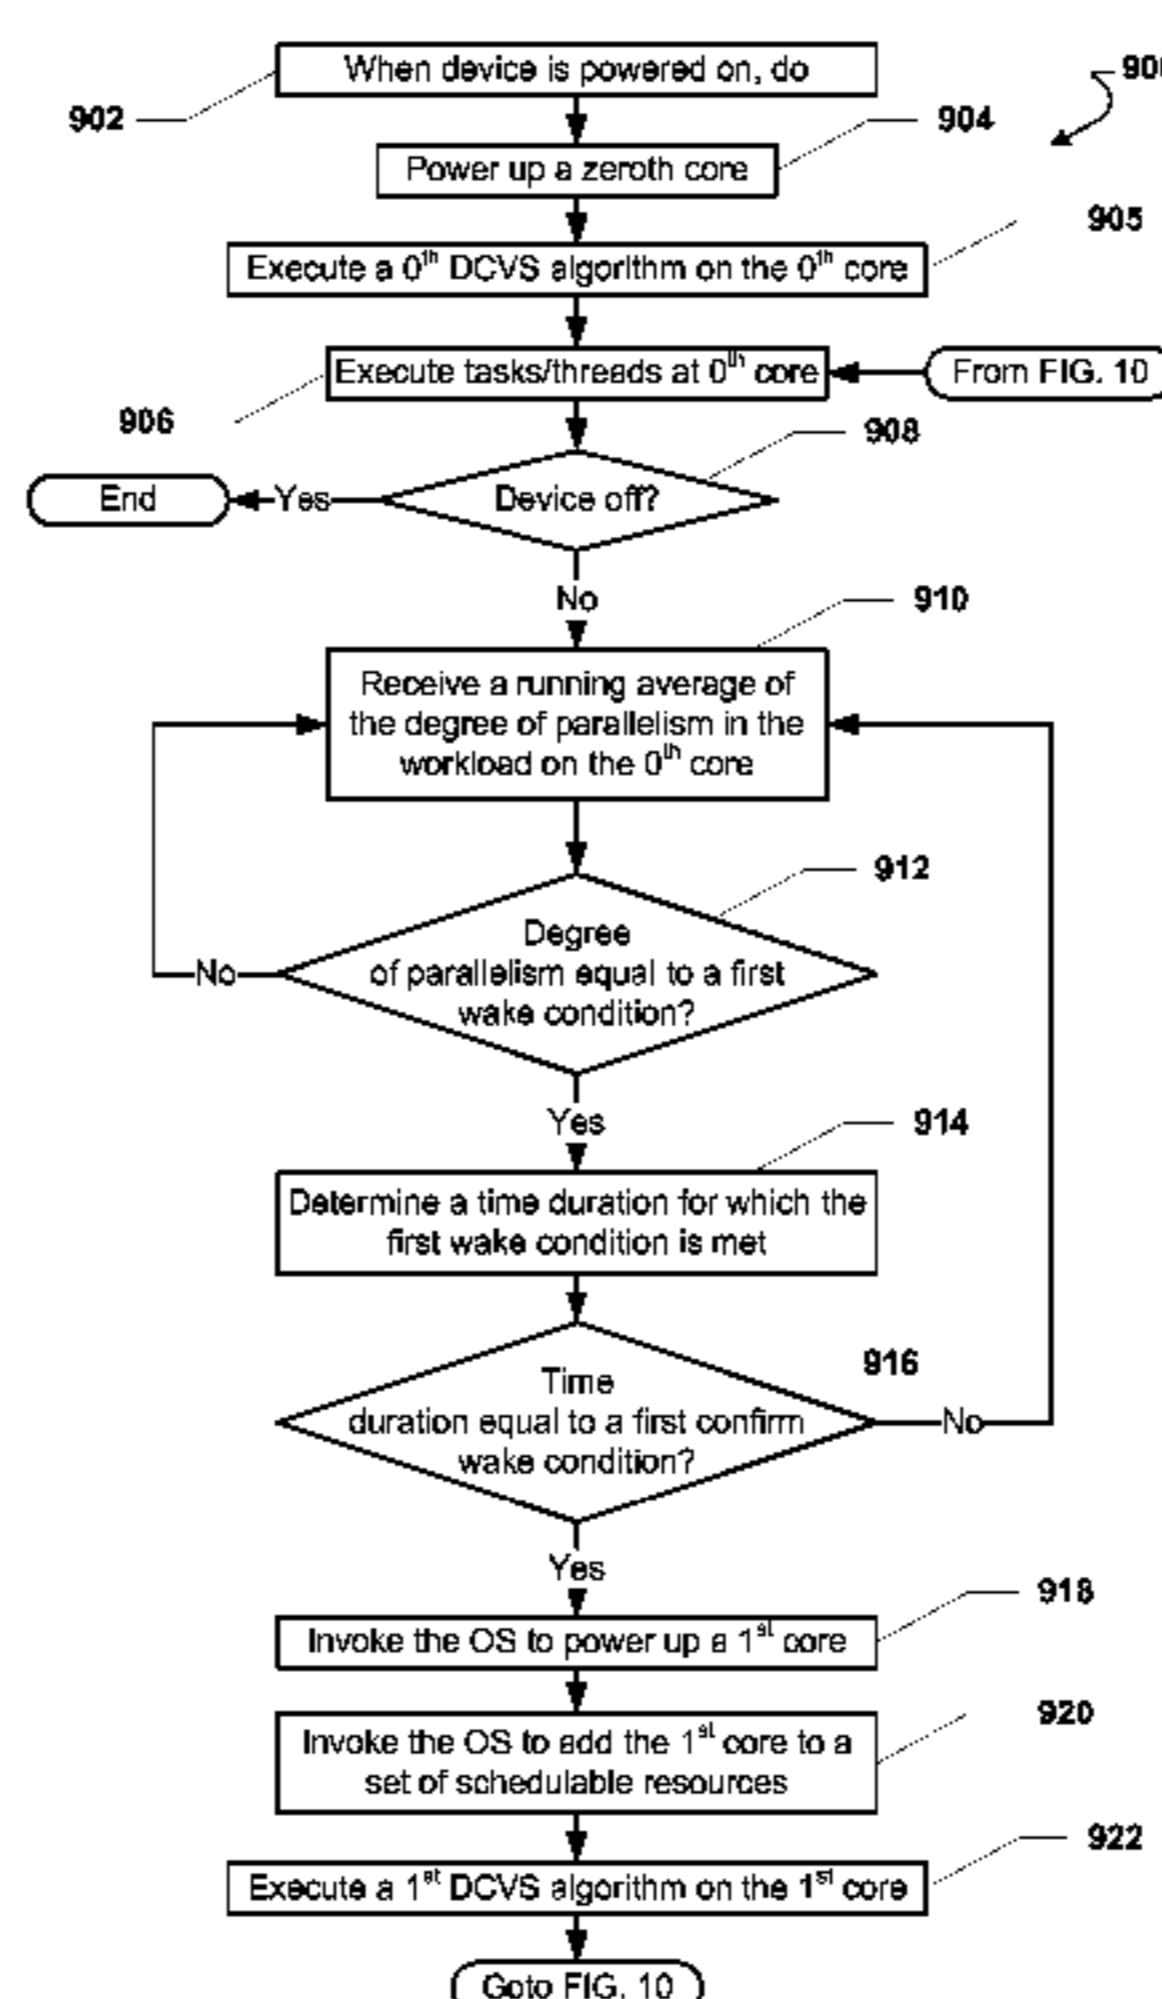 When device is powered on, do
902
900
Power up a zeroth core
904
905
Execute a 0th DCVS algorithm on the 0th core
Execute tasks/threads at 0th core
From FIG. 10
906
908
End
Yes
Device off?
No
910
Receive a running average of
the degree of parallelism in the
workload on the 0th core
912
Degree
of parallelism equal to a first
wake condition?
No
Yes
914
Determine a time duration for which the
first wake condition is met
916
Time
duration equal to a first confirm
wake condition?
No
Yes
918
Invoke the OS to power up a 1st core
920
Invoke the OS to add the 1st core to a
set of schedulable resources
922
Execute a 1st DCVS algorithm on the 1st core
Goto FIG. 10